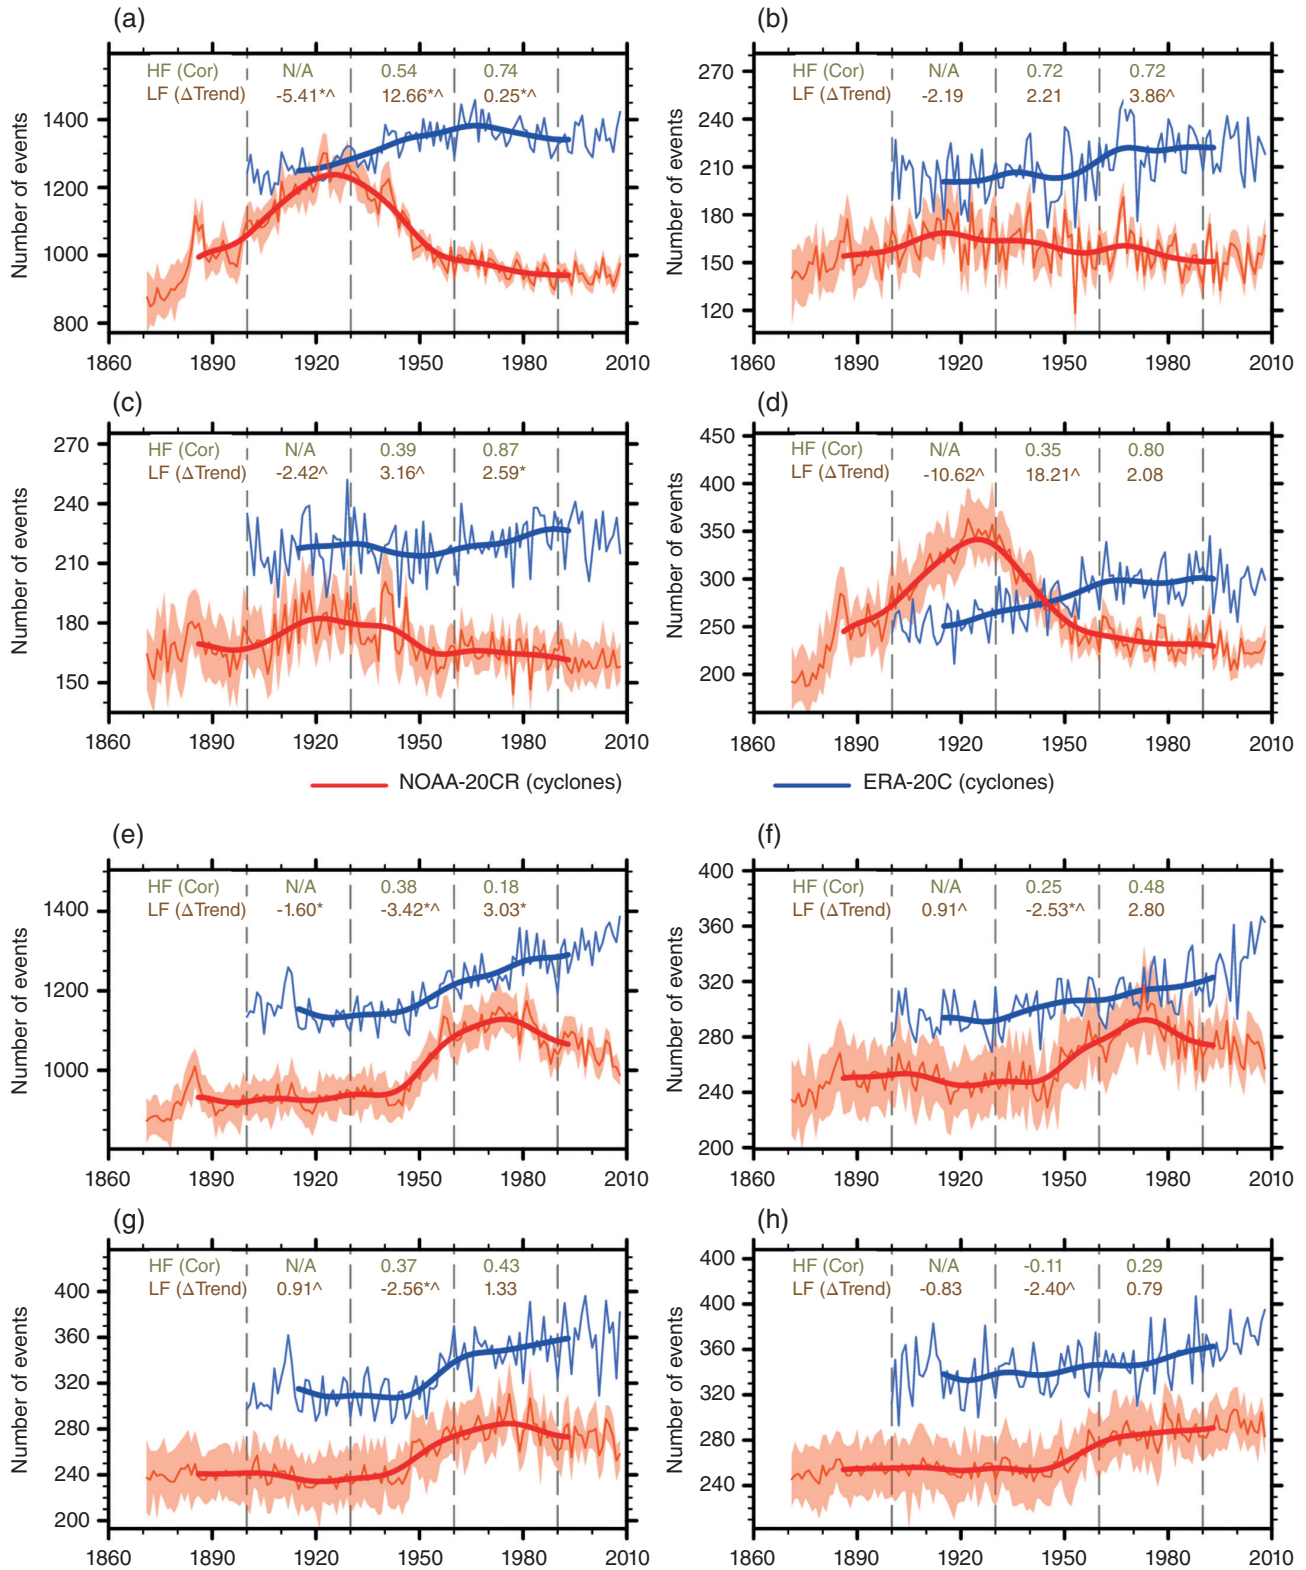 (a)
HF (Cor) N/A 0.54 0.74
LF (ΔTrend) -5.41*^ 12.66*^ 0.25*^
Number of events
1400
1200
1000
800
1860 1890 1920 1950 1980 2010
(b)
HF (Cor) N/A 0.72 0.72
LF (ΔTrend) -2.19 2.21 3.86^
Number of events
270
240
210
180
150
120
1860 1890 1920 1950 1980 2010
(c)
HF (Cor) N/A 0.39 0.87
LF (ΔTrend) -2.42^ 3.16^ 2.59*
Number of events
270
240
210
180
150
1860 1890 1920 1950 1980 2010
(d)
HF (Cor) N/A 0.35 0.80
LF (ΔTrend) -10.62^ 18.21^ 2.08
Number of events
450
400
350
300
250
200
1860 1890 1920 1950 1980 2010
NOAA-20CR (cyclones) ERA-20C (cyclones)
(e)
HF (Cor) N/A 0.38 0.18
LF (ΔTrend) -1.60* -3.42*^ 3.03*
Number of events
1400
1200
1000
1860 1890 1920 1950 1980 2010
(f)
HF (Cor) N/A 0.25 0.48
LF (ΔTrend) 0.91^ -2.53*^ 2.80
Number of events
400
360
320
280
240
200
1860 1890 1920 1950 1980 2010
(g)
HF (Cor) N/A 0.37 0.43
LF (ΔTrend) 0.91^ -2.56*^ 1.33
Number of events
400
360
320
280
240
200
1860 1890 1920 1950 1980 2010
(h)
HF (Cor) N/A -0.11 0.29
LF (ΔTrend) -0.83 -2.40^ 0.79
Number of events
400
400
360
320
280
240
1860 1890 1920 1950 1980 2010